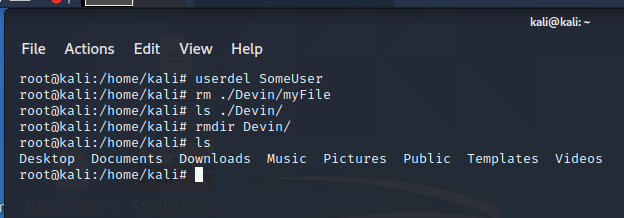 kali@kali: ~
File Actions Edit View Help
root@kali:/home/kali# userdel SomeUser
root@kali:/home/kali# rm ./Devin/myFile
root@kali:/home/kali# ls ./Devin/
root@kali:/home/kali# rmdir Devin/
root@kali:/home/kali# ls
Desktop Documents Downloads Music Pictures Public Templates Videos
root@kali:/home/kali#